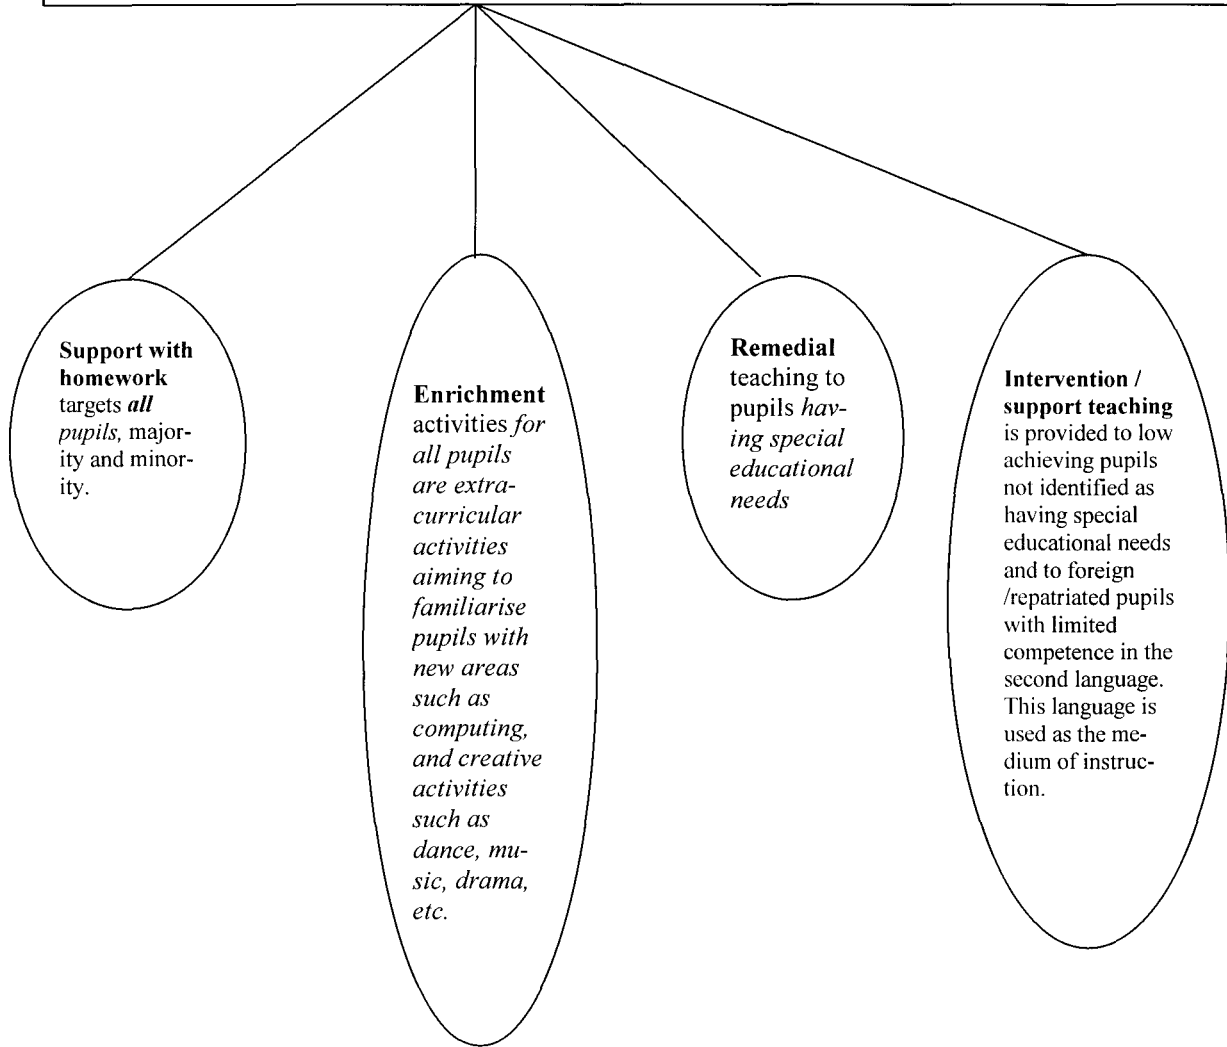 Support with
homework
targets all
pupils, major-
ity and minor-
ity.
Enrichment
activities for
all pupils
are extra-
curricular
activities
aiming to
familiarise
pupils with
new areas
such as
computing,
and creative
activities
such as
dance, mu-
sic, drama,
etc.
Remedial
teaching to
pupils hav-
ing special
educational
needs
Intervention /
support teaching
is provided to low
achieving pupils
not identified as
having special
educational needs
and to foreign
/repatriated pupils
with limited
competence in the
second language.
This language is
used as the me-
dium of instruc-
tion.